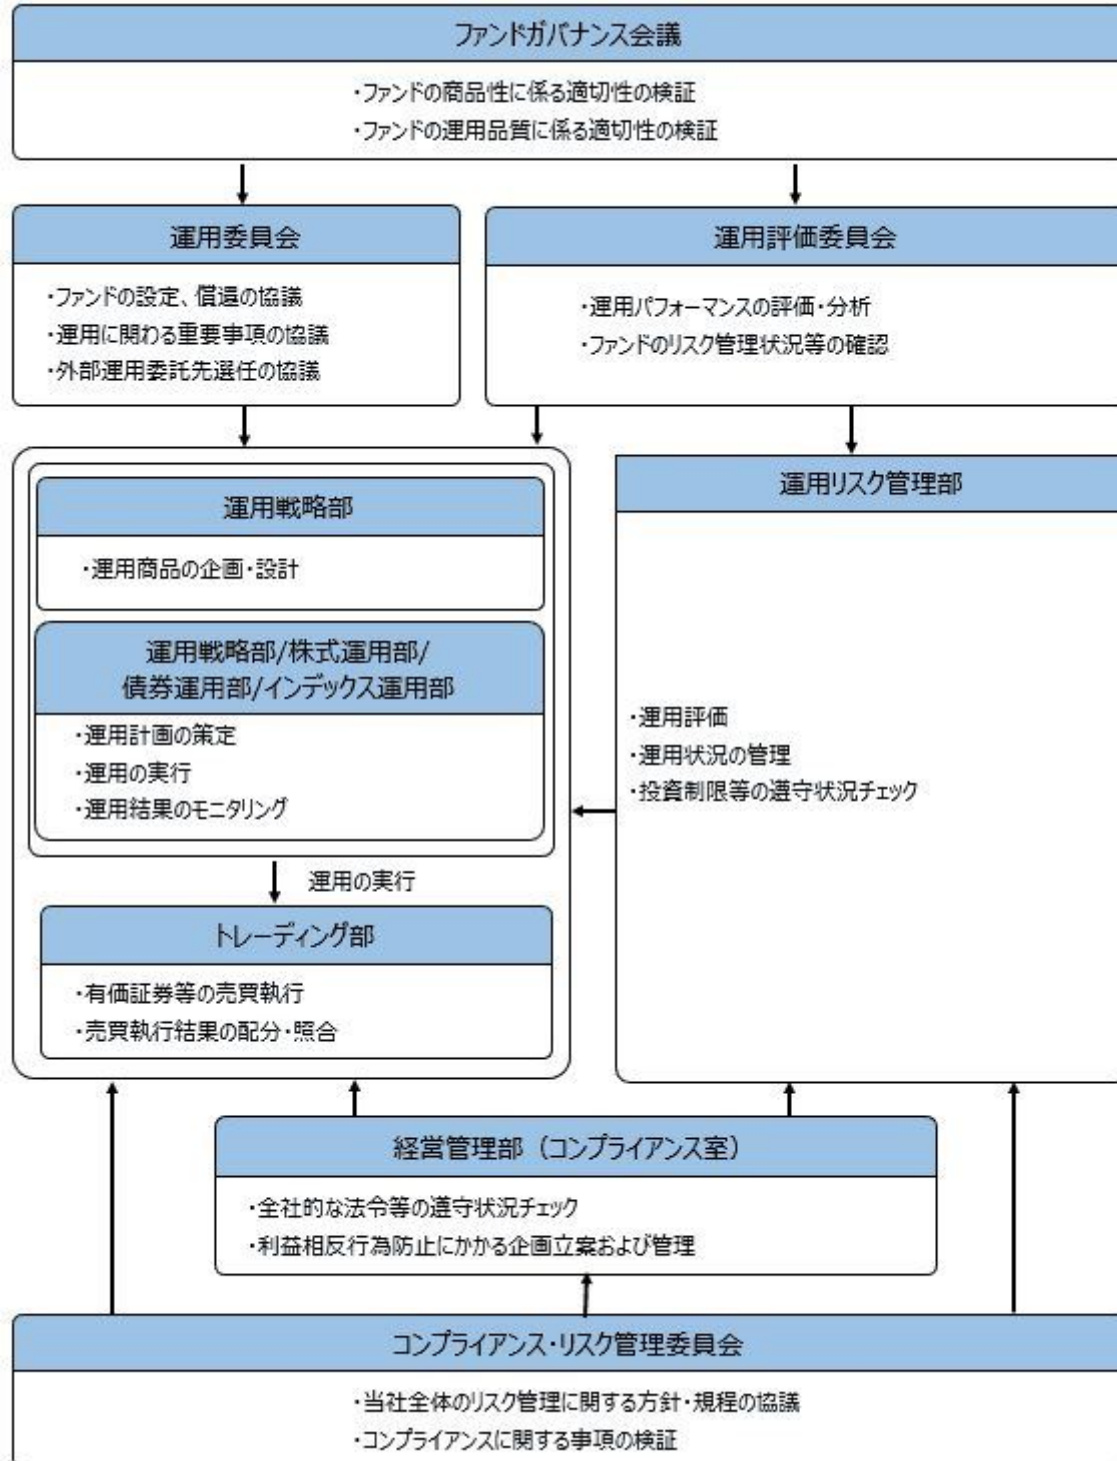 ファンドガバナンス会議
・ファンドの商品性に係る適切性の検証
・ファンドの運用品質に係る適切性の検証
運用委員会
・ファンドの設定、償還の協議
・運用に関わる重要事項の協議
・外部運用委託先選任の協議
運用評価委員会
・運用パフォーマンスの評価・分析
・ファンドのリスク管理状況等の確認
運用戦略部
・運用商品の企画・設計
運用戦略部/株式運用部/
債券運用部/インデックス運用部
・運用計画の策定
・運用の実行
・運用結果のモニタリング
運用の実行
トレーディング部
・有価証券等の売買執行
・売買執行結果の配分・照合
運用リスク管理部
・運用評価
・運用状況の管理
・投資制限等の遵守状況チェック
経営管理部（コンプライアンス室）
・全社的な法令等の遵守状況チェック
・利益相反行為防止にかかる企画立案および管理
コンプライアンス・リスク管理委員会
・当社全体のリスク管理に関する方針・規程の協議
・コンプライアンスに関する事項の検証